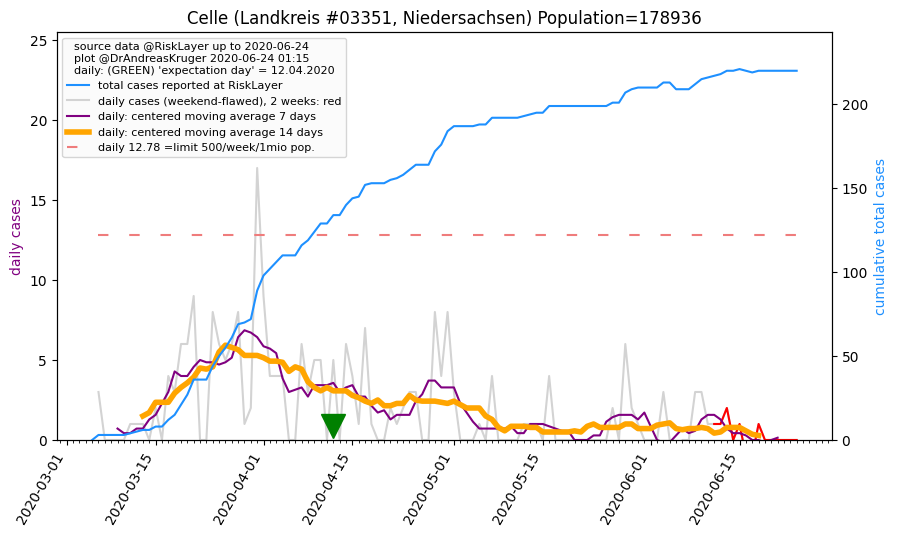 Celle (Landkreis #03351, Niedersachsen) Population=178936
source data @RiskLayer up to 2020-06-24
plot @DrAndreasKruger 2020-06-24 01:15
daily: (GREEN) 'expectation day' = 12.04.2020
total cases reported at RiskLayer
daily cases (weekend-flawed), 2 weeks: red
daily: centered moving average 7 days
daily: centered moving average 14 days
daily 12.78 =limit 500/week/1mio pop.
daily cases
25
20
15
10
5
0
cumulative total cases
200
150
100
50
0
2020-03-01
2020-03-15
2020-04-01
2020-04-15
2020-05-01
2020-05-15
2020-06-01
2020-06-15